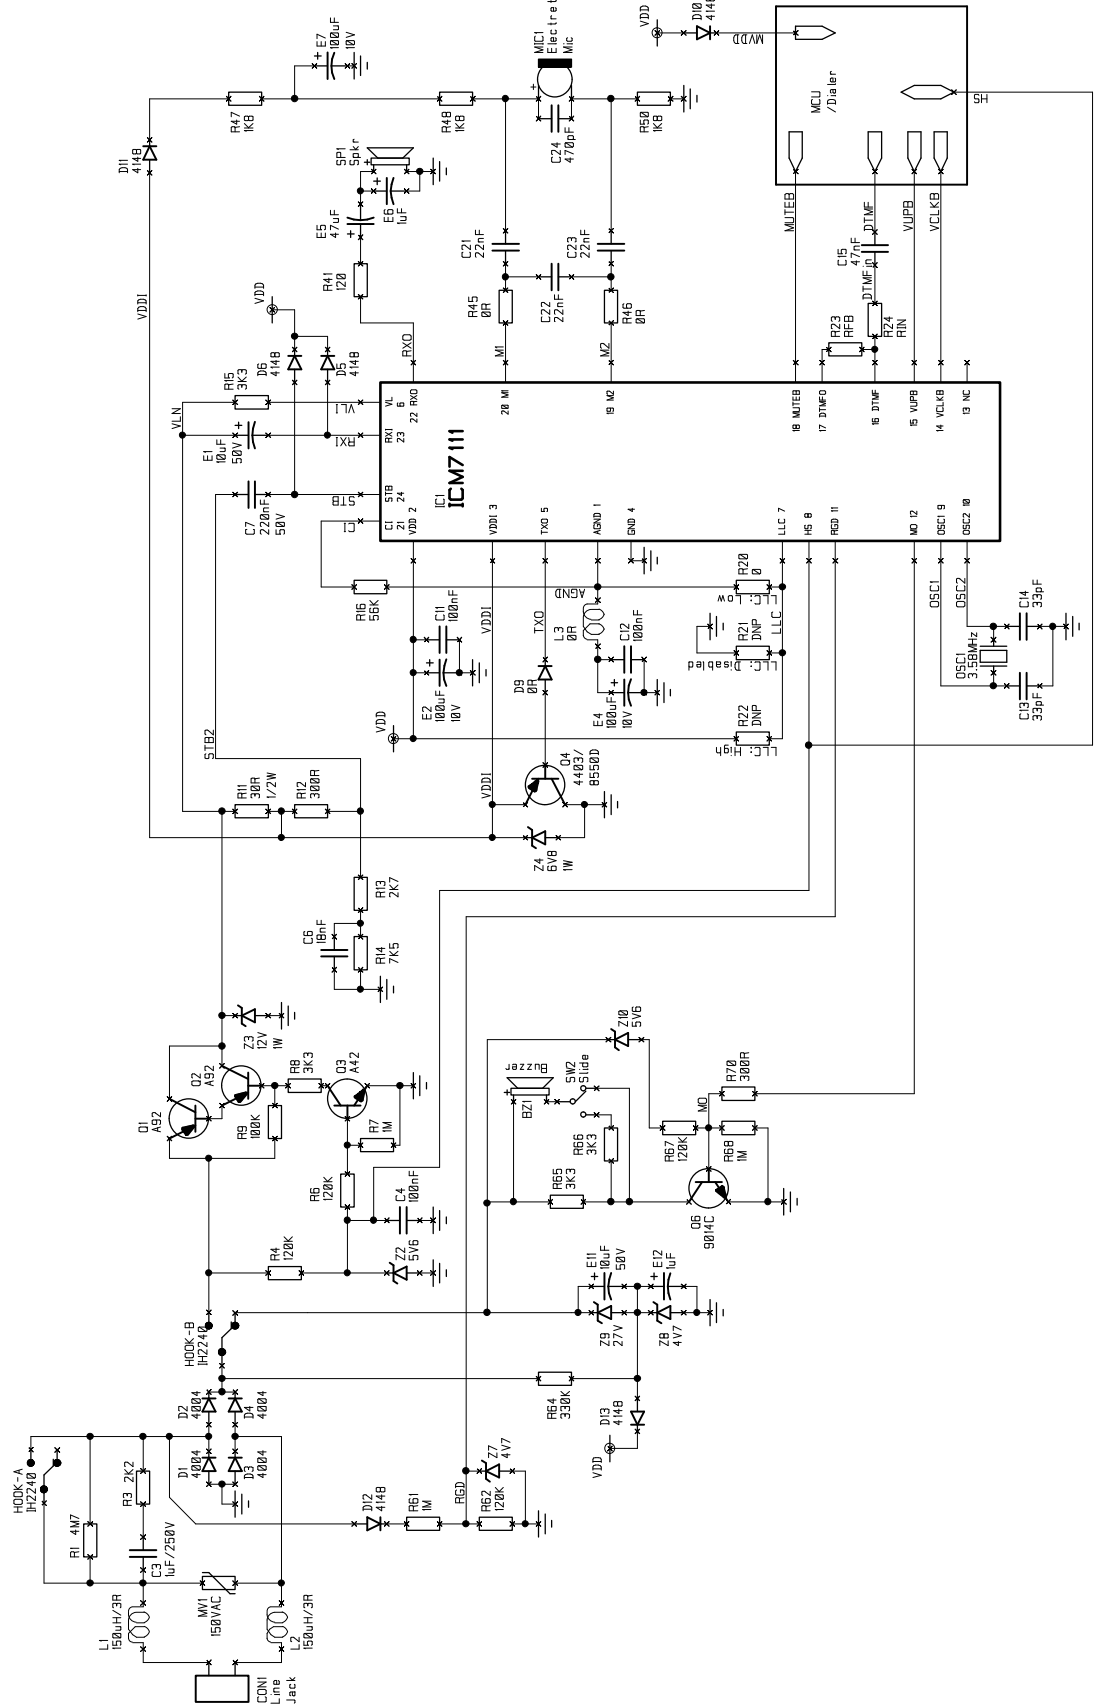 CON1
Line
Jack
L1
150uH/3R
L2
150uH/3R
MV1
150VAC
R1 4M7
C3
1uF/250V
R3 2K2
HOOK-A
IH2240
D1
4004
D2
4004
D3
4004
D4
4004
HOOK-B
IH2240
D12
4148
R61
1M
RGD
R62
120K
Z7
4V7
VDD
D13
4148
R64
330K
Z9
27V
Z8
4V7
E11
10uF
50V
E12
1uF
R4
120K
Z2
5V6
R6
120K
C4
100nF
R7
1M
Q3
A42
R8
3K3
R9
100K
Q1
A92
Q2
A92
Z3
12V
1W
BZ1
Buzzer
SW2
Slide
R65
3K3
R66
3K3
Z10
5V6
R67
120K
R68
1M
MO
R70
300R
Q6
9014C
C6
18nF
R14
7K5
R13
2K7
R11
30R
1/2W
R12
300R
STB2
Z4
6V8
1W
VDDI
Q4
4403/
8550D
VDD
D9
0R
TXO
VDDI
E2
100uF
10V
C11
100nF
E4
100uF
10V
C12
100nF
L3
0R
AGND
R16
56K
LLC: High
R22
DNP
LLC: Disabled
R21
DNP
LLC: Low
R20
0
LLC
OSC1
OSC2
OSC1
3.58MHz
C13
33pF
C14
33pF
IC1
ICM7111
VDD 2
VDDI 3
TXO 5
AGND 1
GND 4
LLC 7
HS 8
RGD 11
MO 12
OSC1 9
OSC2 10
CI
21
STB
24
RXI
23
VL
6
22 RXO
20 M1
19 M2
18 MUTEB
17 DTMFO
16 DTMF
15 VUPB
14 VCLKB
13 NC
CI
STB
RXI
VLI
C7
220nF
50V
E1
10uF
50V
VLN
R15
3K3
D6
4148
D5
4148
VDD
VDDI
D11
4148
R47
1K8
E7
100uF
10V
R48
1K8
RXO
R41
120
E5
47uF
E6
1uF
SP1
Spkr
M1
M2
R45
0R
R46
0R
C21
22nF
C22
22nF
C23
22nF
C24
470pF
MIC1
Electret
Mic
R50
1K8
VDD
D10
4148
MVDD
MCU
/Dialer
HS
MUTEB
DTMF
VUPB
VCLKB
C15
47nF
DTMFin
R23
RFB
R24
RIN